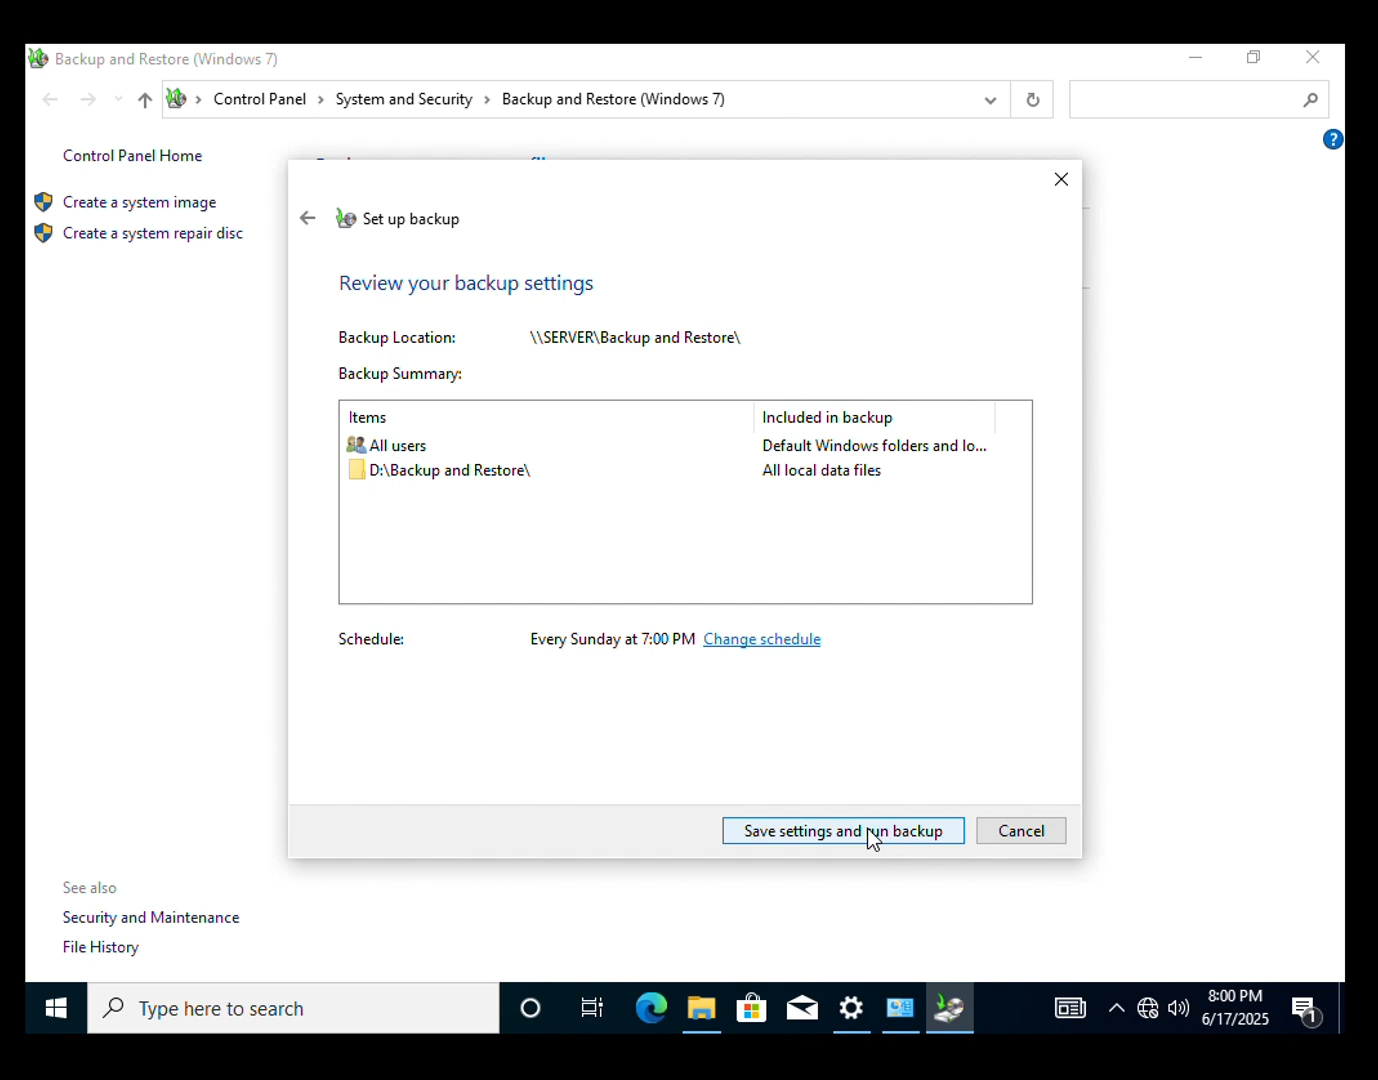 Backup and Restore (Windows 7)
Control Panel > System and Security > Backup and Restore (Windows 7)
?
Control Panel Home
Create a system image
Create a system repair disc
Set up backup
Review your backup settings
Backup Location: \\SERVER\Backup and Restore\
Backup Summary:
Items Included in backup
All users Default Windows folders and lo...
D:\Backup and Restore\ All local data files
Schedule: Every Sunday at 7:00 PM Change schedule
Save settings and run backup Cancel
See also
Security and Maintenance
File History
Type here to search
8:00 PM
6/17/2025
1